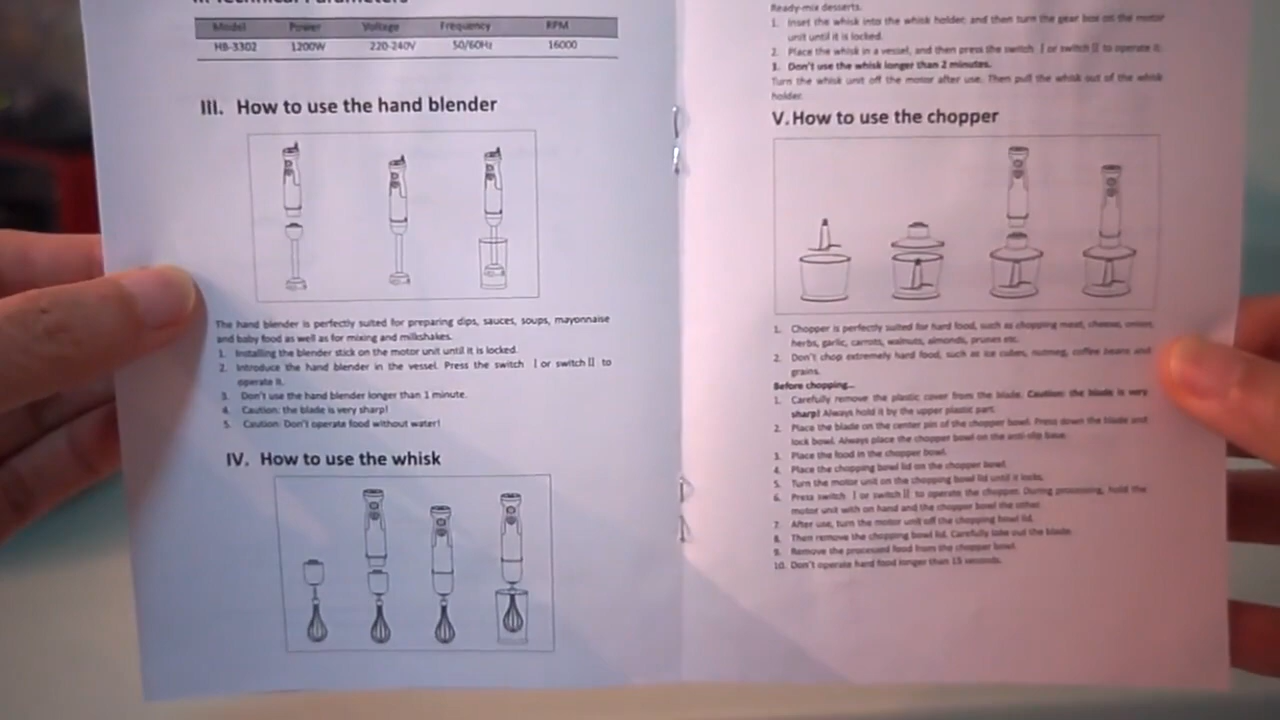 II. Technical Parameters
Model Power Voltage Frequency RPM
HB-3302 1200W 220-240V 50/60Hz 16000
III. How to use the hand blender
The hand blender is perfectly suited for preparing dips, sauces, soups, mayonnaise
and baby food as well as for mixing and milkshakes.
1. Installing the blender stick on the motor unit until it is locked.
2. Introduce the hand blender in the vessel. Press the switch I or switch II to
operate it.
3. Don't use the hand blender longer than 1 minute.
4. Caution: the blade is very sharp!
5. Caution: Don't operate food without water!
IV. How to use the whisk
Ready-mix desserts.
1. Inset the whisk into the whisk holder, and then turn the gear box on the motor
unit until it is locked.
2. Place the whisk in a vessel, and then press the switch I or switch II to operate it.
3. Don't use the whisk longer than 2 minutes.
Turn the whisk unit off the motor after use. Then pull the whisk out of the whisk
holder.
V. How to use the chopper
1. Chopper is perfectly suited for hard food, such as chopping meat, cheese, onion,
herbs, garlic, carrots, walnuts, almonds, prunes etc.
2. Don't chop extremely hard food, such as ice cubes, nutmeg, coffee beans and
grains.
Before chopping...
1. Carefully remove the plastic cover from the blade. Caution: the blade is very
sharp! Always hold it by the upper plastic part.
2. Place the blade on the center pin of the chopper bowl. Press down the blade and
lock bowl. Always place the chopper bowl on the anti-slip base.
3. Place the food in the chopper bowl.
4. Place the chopping bowl lid on the chopper bowl.
5. Turn the motor unit on the chopping bowl lid until it locks.
6. Press switch I or switch II to operate the chopper. During processing, hold the
motor unit with on hand and the chopper bowl the other.
7. After use, turn the motor unit off the chopping bowl lid.
8. Then remove the chopping bowl lid. Carefully take out the blade.
9. Remove the processed food from the chopper bowl.
10. Don't operate hard food longer than 15 seconds.